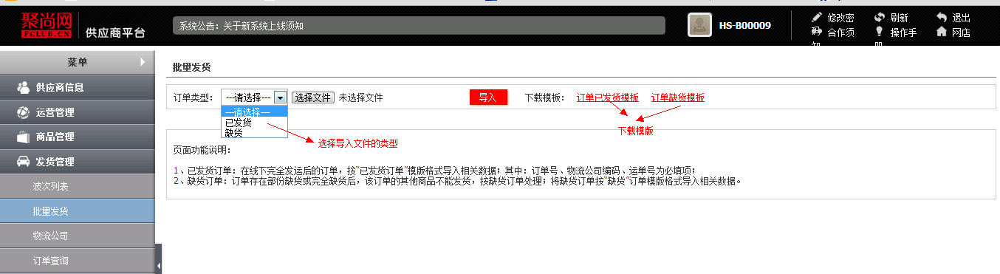 聚尚网
FCLUB.CN
供应商平台
系统公告：关于新系统上线须知
HS-B00009
修改密 刷新 退出
合作须 操作手 网店
菜单
供应商信息
运营管理
商品管理
发货管理
波次列表
批量发货
物流公司
订单查询
批量发货
订单类型： ---请选择--- 选择文件 未选择文件 导入 下载模板： 订单已发货模板 订单缺货模板
---请选择---
已发货
缺货
选择导入文件的类型
下载模版
页面功能说明：
1、已发货订单：在线下完全发运后的订单，按“已发货订单”模版格式导入相关数据；其中：订单号、物流公司编码、运单号为必填项；
2、缺货订单：订单存在部份缺货或完全缺货后，该订单的其他商品不能发货，按缺货订单处理；将缺货订单按“缺货”订单模版格式导入相关数据。